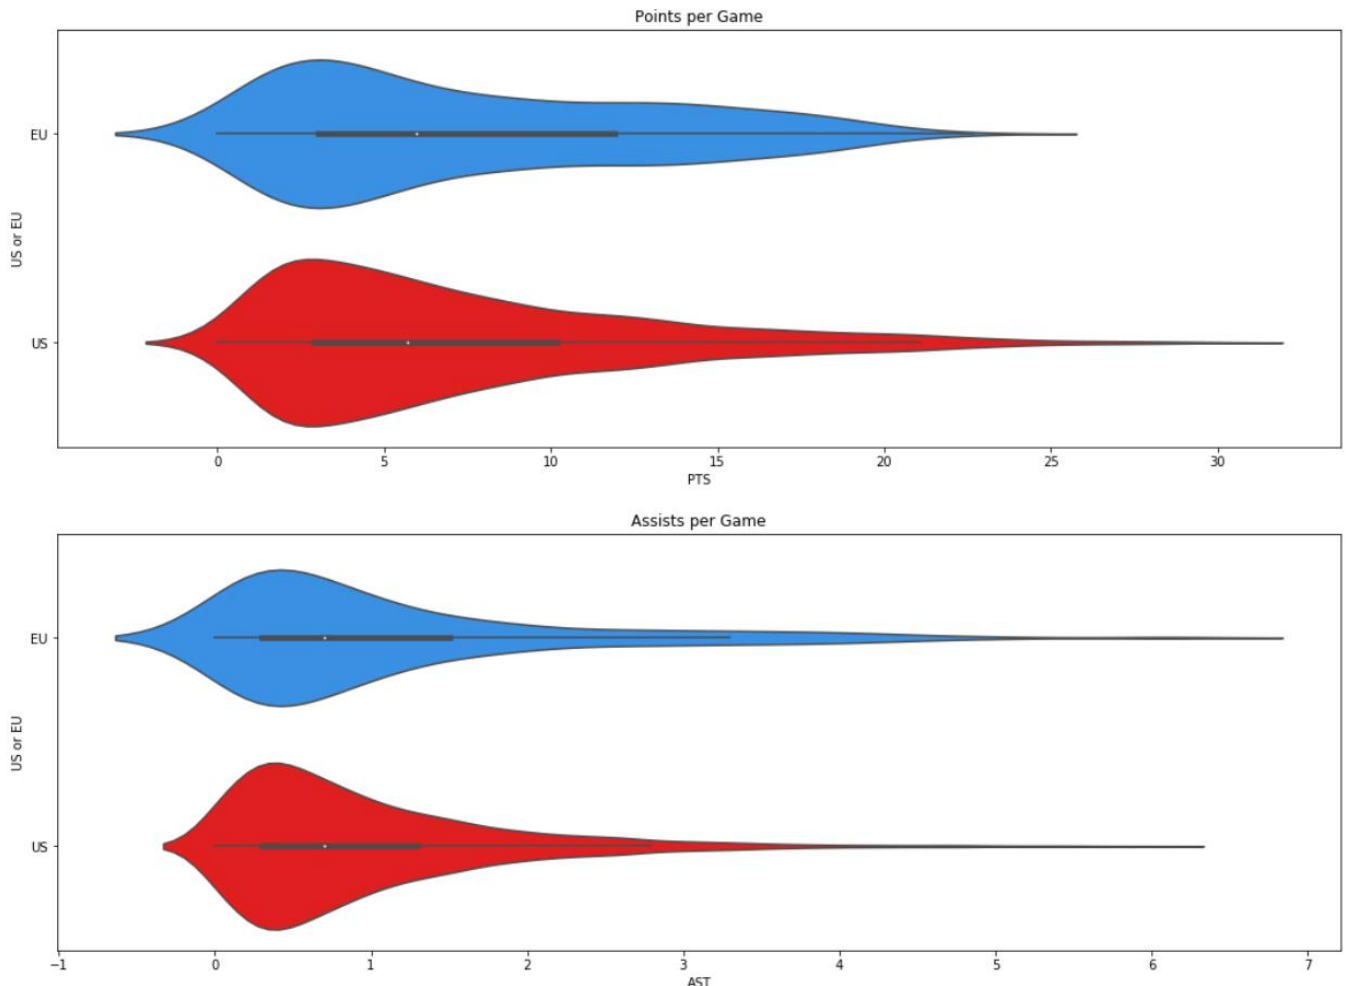 Points per Game
EU
US or EU
US
0 5 10 15 20 25 30
PTS
Assists per Game
EU
US or EU
US
−1 0 1 2 3 4 5 6 7
AST